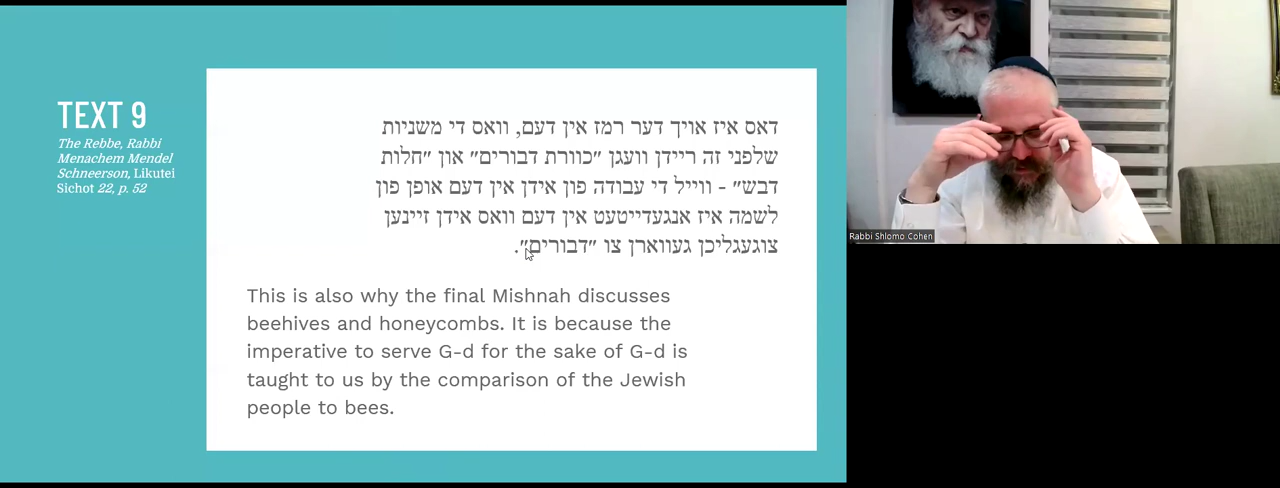 TEXT 9
The Rebbe, Rabbi
Menachem Mendel
Schneerson, Likutei
Sichot 22, p. 52
דאס איז אויך דער רמז אין דעם, וואס די משניות
שלפני זה ריידן וועגן "כוורת דבורים" און "חלות
דבש" - ווייל די עבודה פון אידן אין דעם אופן פון
לשמה איז אנגעדייטעט אין דעם וואס אידן זיינען
צוגעגליכן געווארן צו "דבורים".
This is also why the final Mishnah discusses
beehives and honeycombs. It is because the
imperative to serve G-d for the sake of G-d is
taught to us by the comparison of the Jewish
people to bees.
Rabbi Shlomo Cohen